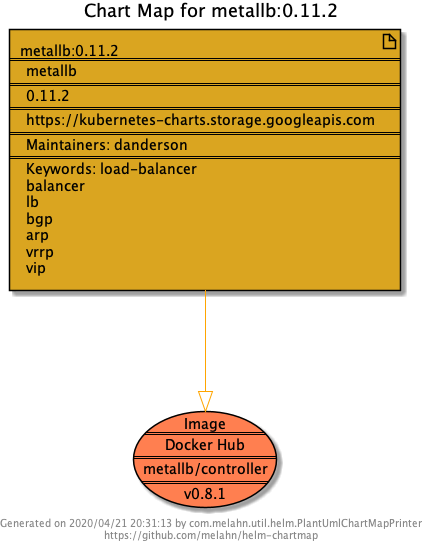 Chart Map for metallb:0.11.2
metallb:0.11.2
metallb
0.11.2
https://kubernetes-charts.storage.googleapis.com
Maintainers: danderson
Keywords: load-balancer
balancer
lb
bgp
arp
vrrp
vip
Image
Docker Hub
metallb/controller
v0.8.1
Generated on 2020/04/21 20:31:13 by com.melahn.util.helm.PlantUmlChartMapPrinter
https://github.com/melahn/helm-chartmap